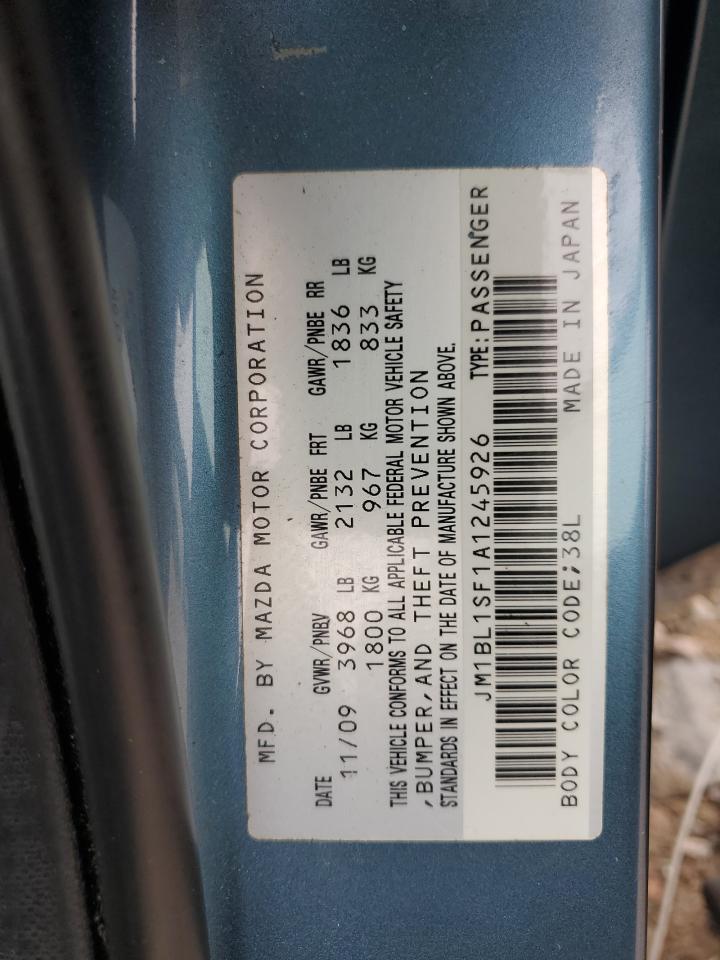 MFD. BY MAZDA MOTOR CORPORATION
DATE GVWR/PNBV GAWR/PNBE FRT GAWR/PNBE RR
11/09 3968 LB 2132 LB 1836 LB
1800 KG 967 KG 833 KG
THIS VEHICLE CONFORMS TO ALL APPLICABLE FEDERAL MOTOR VEHICLE SAFETY
,BUMPER,AND THEFT PREVENTION
STANDARDS IN EFFECT ON THE DATE OF MANUFACTURE SHOWN ABOVE.
JM1BL1SF1A1245926 TYPE:PASSENGER
BODY COLOR CODE;38L MADE IN JAPAN